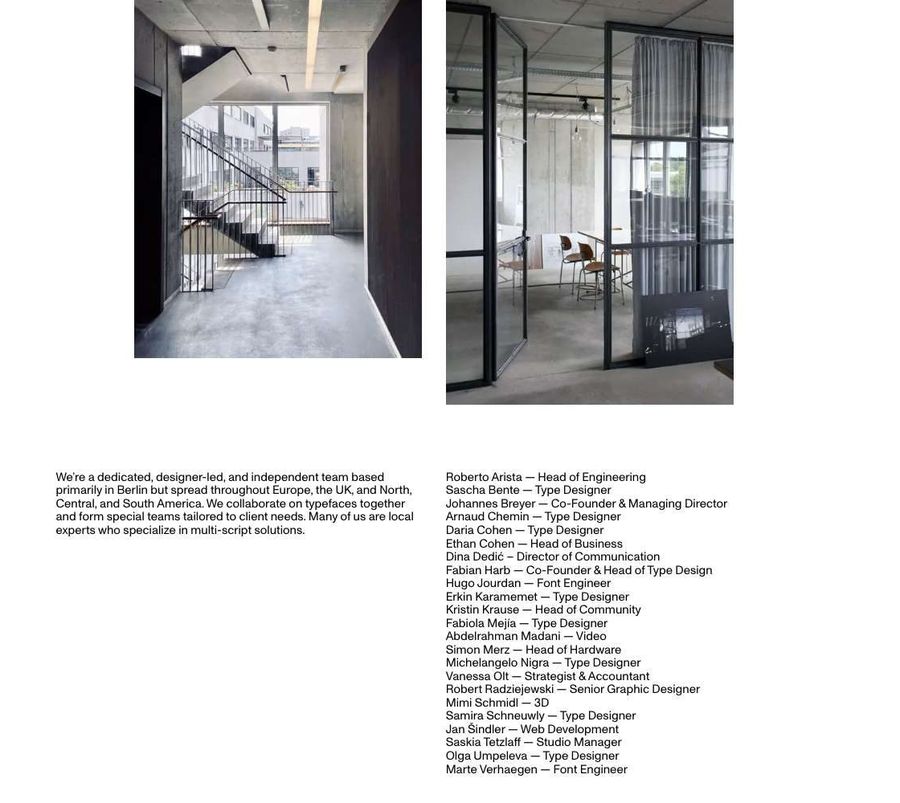 We're a dedicated, designer-led, and independent team based
primarily in Berlin but spread throughout Europe, the UK, and North,
Central, and South America. We collaborate on typefaces together
and form special teams tailored to client needs. Many of us are local
experts who specialize in multi-script solutions.
Roberto Arista — Head of Engineering
Sascha Bente — Type Designer
Johannes Breyer — Co-Founder & Managing Director
Arnaud Chemin — Type Designer
Daria Cohen — Type Designer
Ethan Cohen — Head of Business
Dina Dedić – Director of Communication
Fabian Harb — Co-Founder & Head of Type Design
Hugo Jourdan — Font Engineer
Erkin Karamemet — Type Designer
Kristin Krause — Head of Community
Fabiola Mejía — Type Designer
Abdelrahman Madani — Video
Simon Merz — Head of Hardware
Michelangelo Nigra — Type Designer
Vanessa Olt — Strategist & Accountant
Robert Radziejewski — Senior Graphic Designer
Mimi Schmidl — 3D
Samira Schneuwly — Type Designer
Jan Šindler — Web Development
Saskia Tetzlaff — Studio Manager
Olga Umpeleva — Type Designer
Marte Verhaegen — Font Engineer